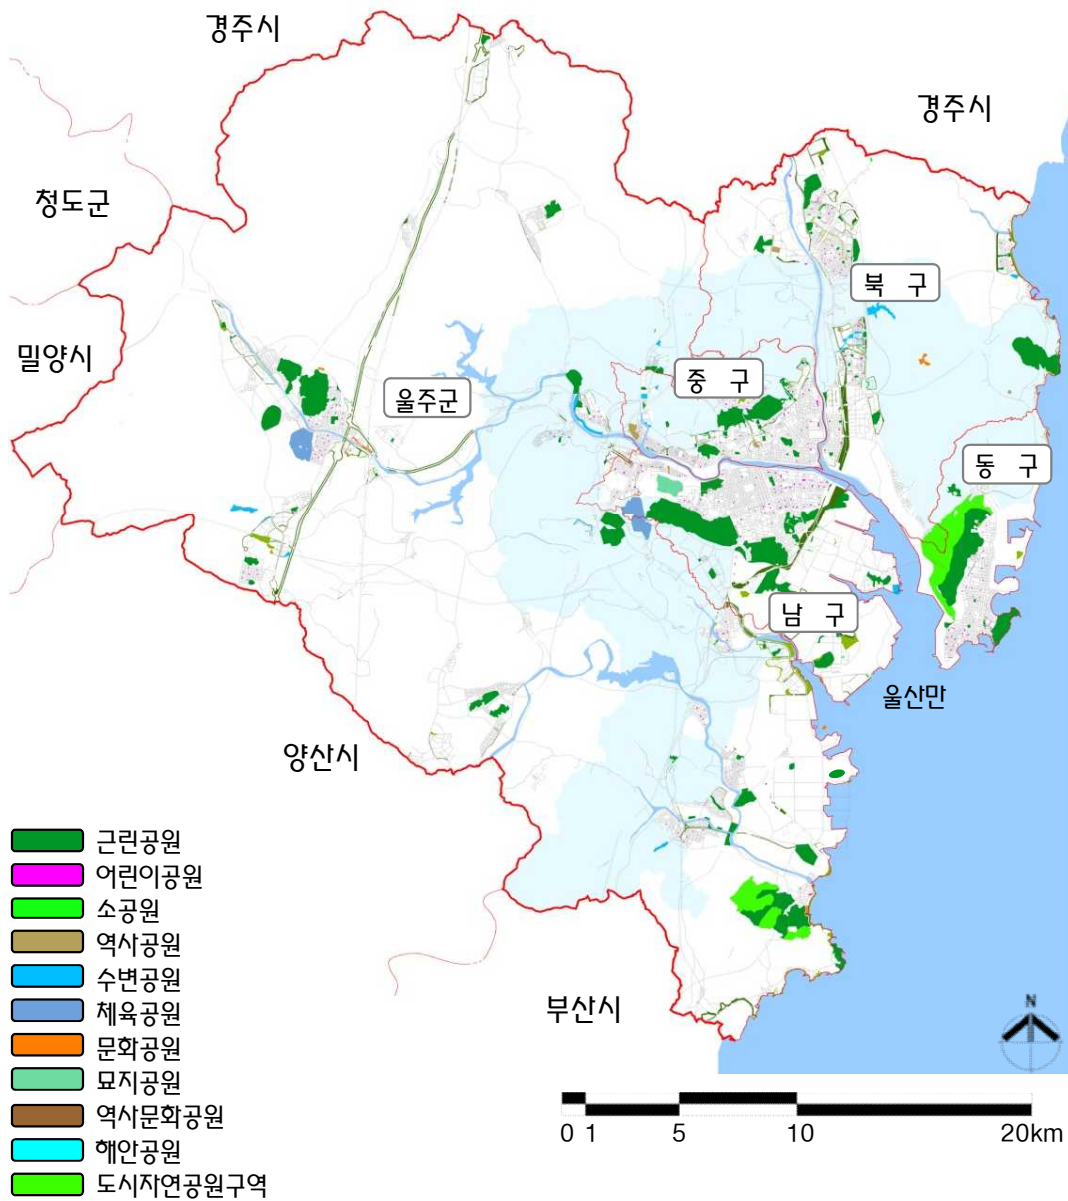 경주시
경주시
청도군
밀양시
북 구
중 구
울주군
동 구
남 구
울산만
양산시
부산시
근린공원
어린이공원
소공원
역사공원
수변공원
체육공원
문화공원
묘지공원
역사문화공원
해안공원
도시자연공원구역
N
0 1 5 10 20km